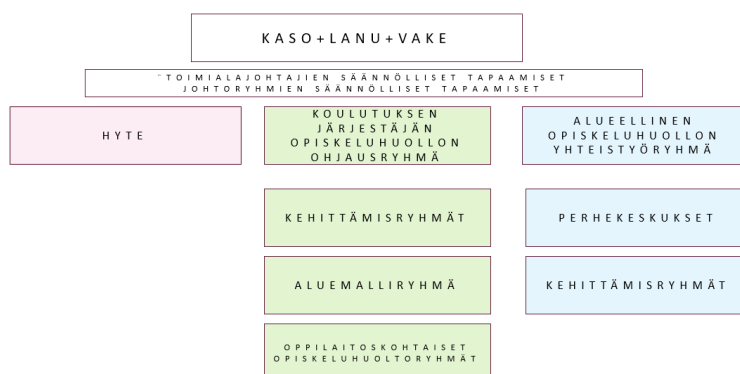 KASO+LANU+VAKE
¨TOIMIALAJOHTAJIEN SÄÄNNÖLLISET TAPAAMISET
JOHTORYHMIEN SÄÄNNÖLLISET TAPAAMISET
HYTE
KOULUTUKSEN
JÄRJESTÄJÄN
OPISKELUHUOLLON
OHJAUSRYHMÄ
ALUEELLINEN
OPISKELUHUOLLON
YHTEISTYÖRYHMÄ
KEHITTÄMISRYHMÄT
PERHEKESKUKSET
ALUEMALLIRYHMÄ
KEHITTÄMISRYHMÄT
OPPILAITOSKOHTAISET
OPISKELUHUOLTORYHMÄT